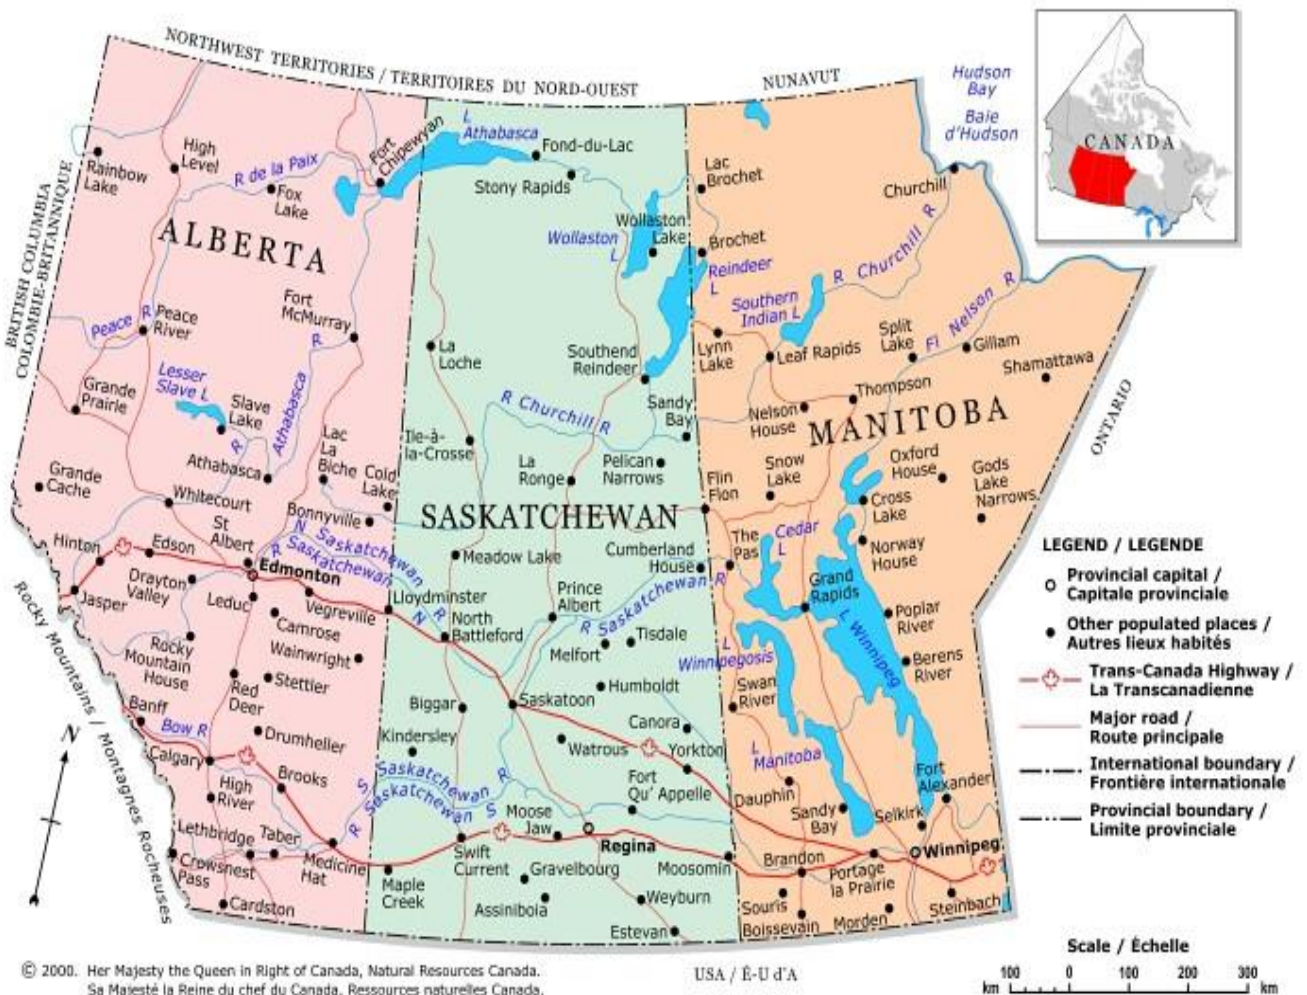 NORTHWEST TERRITORIES / TERRITOIRES DU NORD-OUEST
NUNAVUT
Hudson
Bay
Baie
d'Hudson
CANADA
BRITISH COLUMBIA
COLOMBIE-BRITANNIQUE
ALBERTA
Rainbow
Lake
High
Level
R de la Paix
Fox
Lake
Fort
Chipewyan
Peace R
Peace
River
Fort
McMurray
R
Athabasca
R
Lesser
Slave L
Slave
Lake
Grande
Prairie
Athabasca
Lac
La
Biche
Cold
Lake
Grande
Cache
Whitecourt
Bonnyville
St
Albert
N Saskatchewan R
R Saskatchewan N
Hinton
Edson
Edmonton
Drayton
Valley
Leduc
Vegreville
Jasper
Camrose
Rocky
Mountain
House
Wainwright
Red
Deer
Stettler
Banff
Bow R
Drumheller
Calgary
High
River
Brooks
Lethbridge
Taber
Medicine
Hat
Crowsnest
Pass
Cardston
Rocky Mountains / Montagnes Rocheuses
N
L
Athabasca
Fond-du-Lac
Stony Rapids
Wollaston
L
Wollaston
Lake
La
Loche
Southend
Reindeer
R Churchill R
Sandy
Bay
Ile-à-
la-Crosse
La
Ronge
Pelican
Narrows
SASKATCHEWAN
Meadow Lake
Cumberland
House
Lloydminster
North
Battleford
Prince
Albert
R Saskatchewan R
Tisdale
Melfort
Humboldt
Biggar
Saskatoon
Canora
Kindersley
Watrous
Yorkton
S Saskatchewan R
R Saskatchewan S
Fort
Qu' Appelle
Moose
Jaw
Regina
Swift
Current
Gravelbourg
Moosomin
Maple
Creek
Assiniboia
Weyburn
Estevan
Lac
Brochet
Churchill
Brochet
Reindeer
L
R Churchill R
Southern
Indian L
Fl Nelson R
Split
Lake
Gillam
Lynn
Lake
Leaf Rapids
Shamattawa
Thompson
Nelson
House
MANITOBA
ONTARIO
Snow
Lake
Oxford
House
Gods
Lake
Narrows
Flin
Flon
Cross
Lake
The
Pas
Cedar
L
Norway
House
Grand
Rapids
L Winnipeg
Poplar
River
L
Winnipegosis
Berens
River
Swan
River
L
Manitoba
Fort
Alexander
Dauphin
Sandy
Bay
Selkirk
Winnipeg
Brandon
Portage
la Prairie
Souris
Boissevain
Morden
Steinbach
LEGEND / LEGENDE
Provincial capital /
Capitale provinciale
Other populated places /
Autres lieux habités
Trans-Canada Highway /
La Transcanadienne
Major road /
Route principale
International boundary /
Frontière internationale
Provincial boundary /
Limite provinciale
Scale / Échelle
100 0 100 200 300
km km
USA / É-U d'A
© 2000. Her Majesty the Queen in Right of Canada, Natural Resources Canada.
Sa Majesté la Reine du chef du Canada, Ressources naturelles Canada.